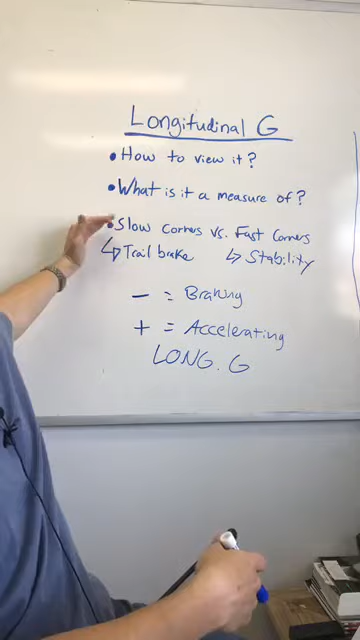 Longitudinal G
• How to view it?
• What is it a measure of?
• Slow corners vs. Fast corners
↳ Trail brake ↳ Stability
- = Braking
+ = Accelerating
LONG. G